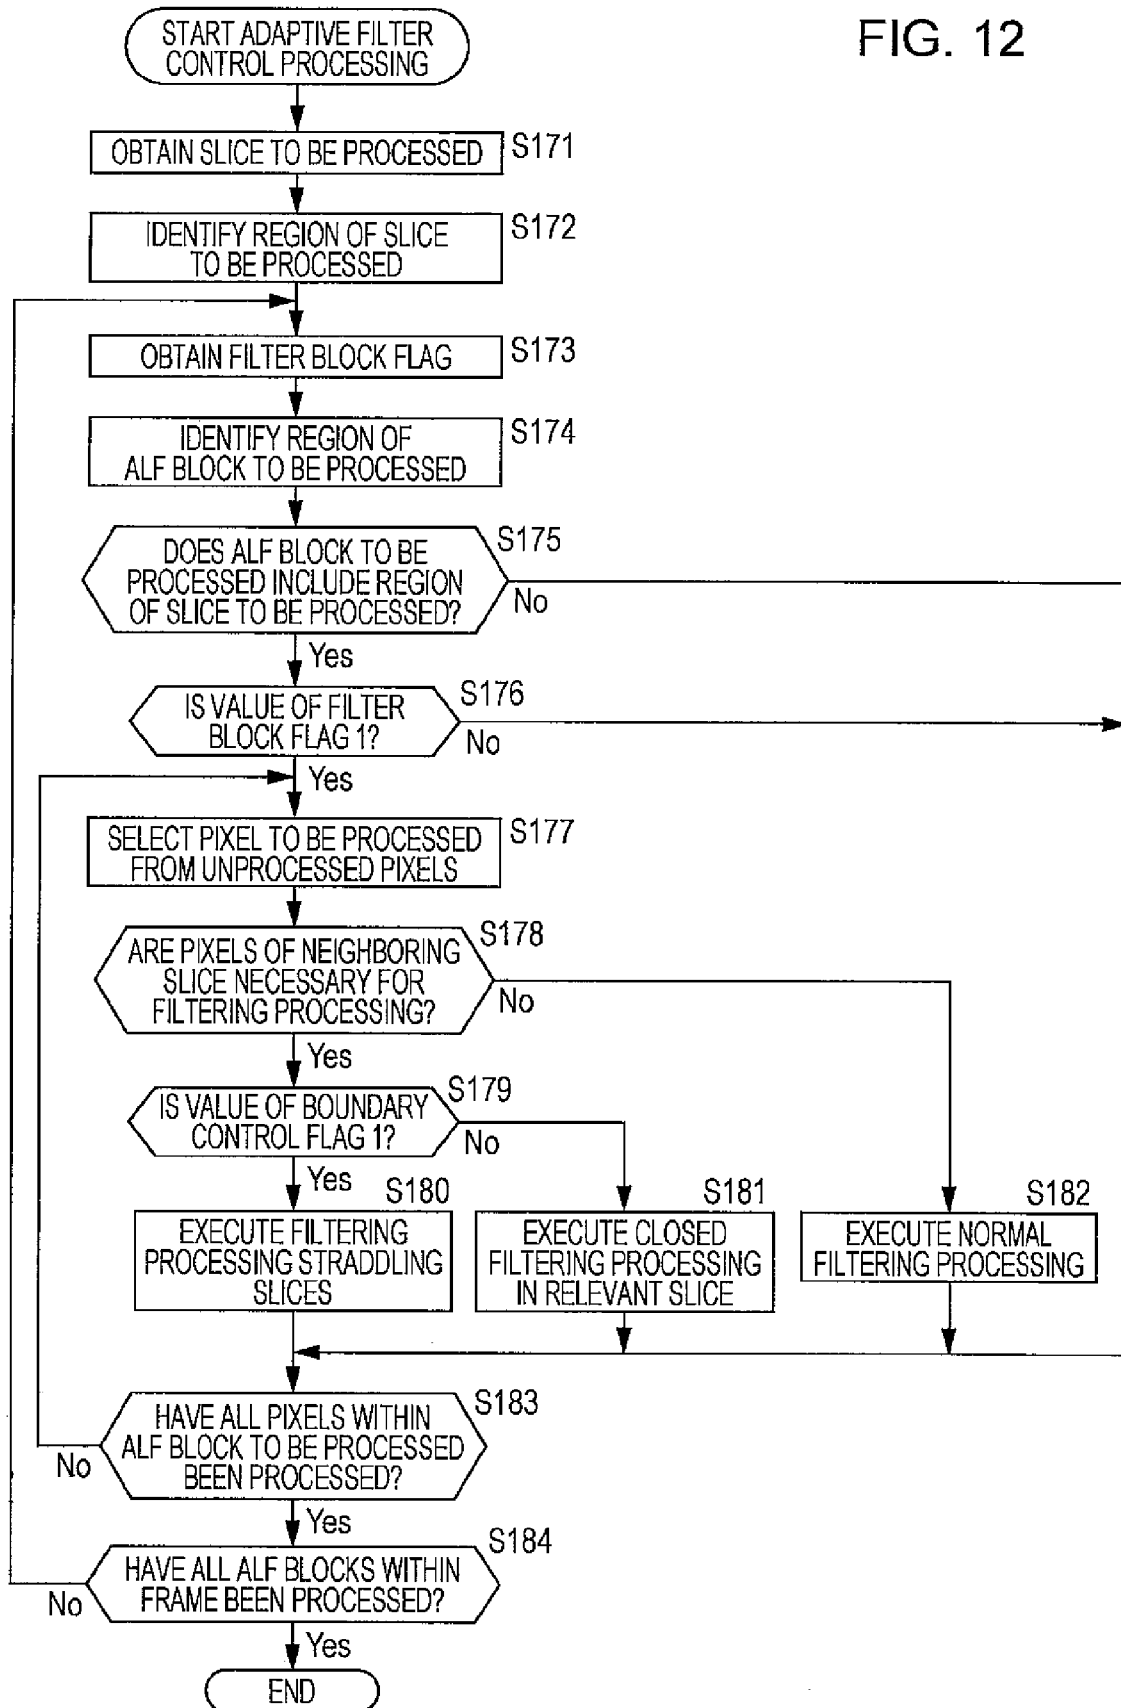 FIG. 12
START ADAPTIVE FILTER
CONTROL PROCESSING
OBTAIN SLICE TO BE PROCESSED
S171
IDENTIFY REGION OF SLICE
TO BE PROCESSED
S172
OBTAIN FILTER BLOCK FLAG
S173
IDENTIFY REGION OF
ALF BLOCK TO BE PROCESSED
S174
DOES ALF BLOCK TO BE
PROCESSED INCLUDE REGION
OF SLICE TO BE PROCESSED?
S175
No
Yes
IS VALUE OF FILTER
BLOCK FLAG 1?
S176
No
Yes
SELECT PIXEL TO BE PROCESSED
FROM UNPROCESSED PIXELS
S177
ARE PIXELS OF NEIGHBORING
SLICE NECESSARY FOR
FILTERING PROCESSING?
S178
No
Yes
IS VALUE OF BOUNDARY
CONTROL FLAG 1?
S179
No
Yes
S180
EXECUTE FILTERING
PROCESSING STRADDLING
SLICES
S181
EXECUTE CLOSED
FILTERING PROCESSING
IN RELEVANT SLICE
S182
EXECUTE NORMAL
FILTERING PROCESSING
HAVE ALL PIXELS WITHIN
ALF BLOCK TO BE PROCESSED
BEEN PROCESSED?
S183
No
Yes
HAVE ALL ALF BLOCKS WITHIN
FRAME BEEN PROCESSED?
S184
No
Yes
END